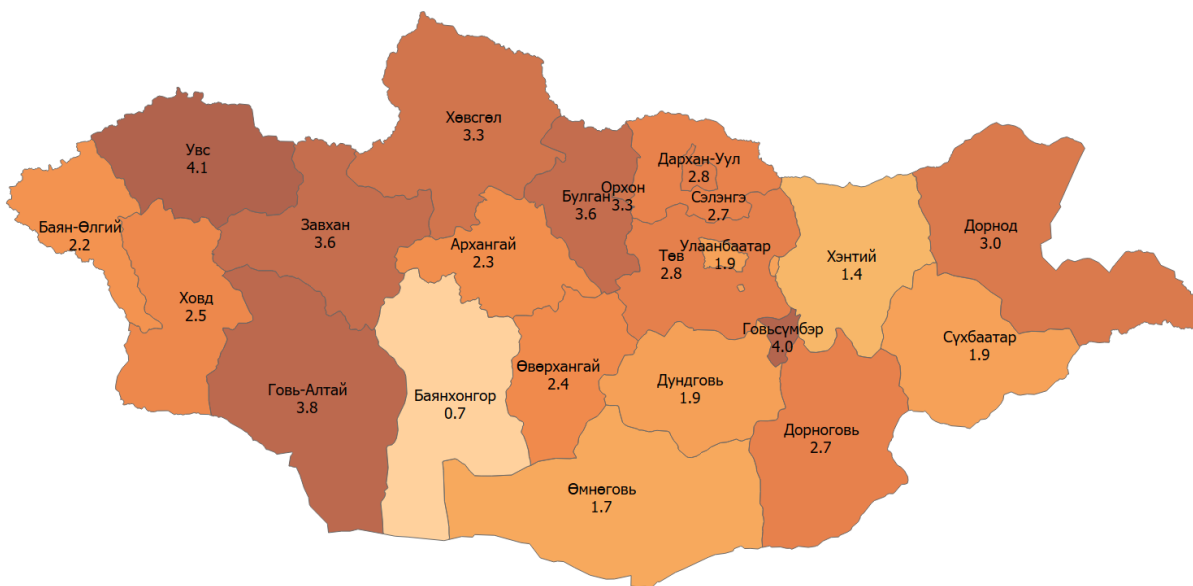 Хөвсгөл
3.3
Увс
4.1
Дархан-Уул
2.8
Булган
3.6
Орхон
3.3
Сэлэнгэ
2.7
Баян-Өлгий
2.2
Завхан
3.6
Архангай
2.3
Улаанбаатар
1.9
Төв
2.8
Хэнтий
1.4
Дорнод
3.0
Ховд
2.5
Говьсүмбэр
4.0
Сүхбаатар
1.9
Говь-Алтай
3.8
Баянхонгор
0.7
Өвөрхангай
2.4
Дундговь
1.9
Дорноговь
2.7
Өмнөговь
1.7